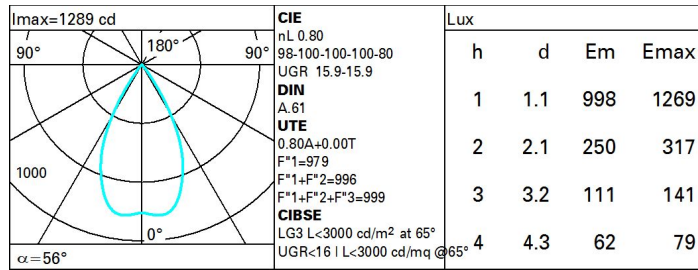 Imax=1289 cd
90° 180° 90°
1000
0°
α=56°
CIE
nL 0.80
98-100-100-100-80
UGR 15.9-15.9
DIN
A.61
UTE
0.80A+0.00T
F"1=979
F"1+F"2=996
F"1+F"2+F"3=999
CIBSE
LG3 L<3000 cd/m² at 65°
UGR<16 | L<3000 cd/mq @65°
Lux
h d Em Emax
1 1.1 998 1269
2 2.1 250 317
3 3.2 111 141
4 4.3 62 79